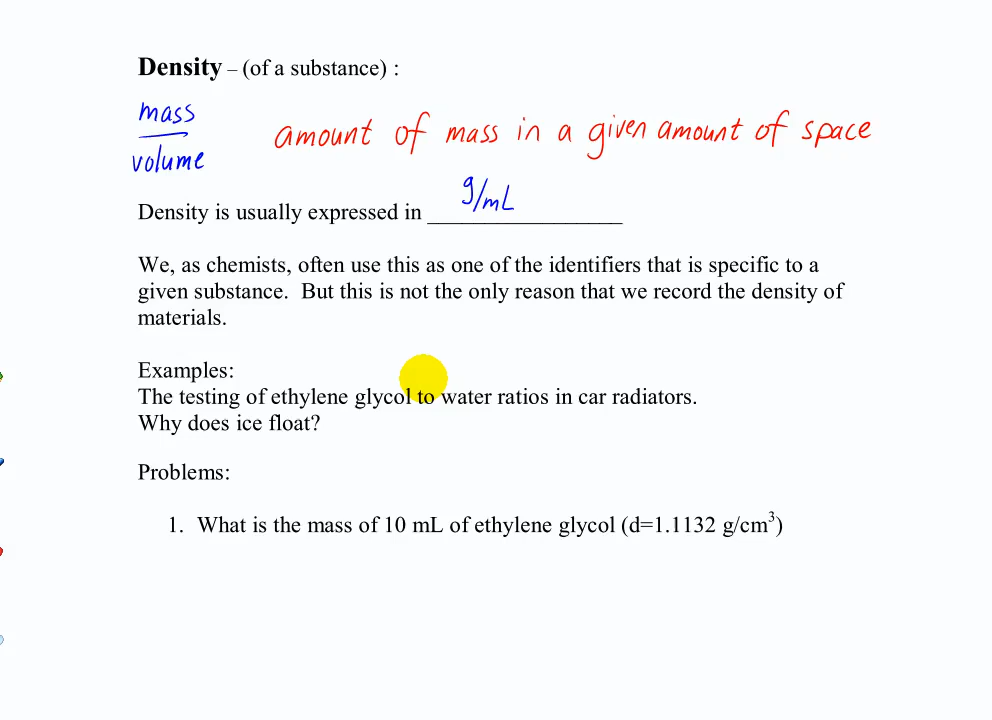 Density – (of a substance) :
mass
volume
amount of mass in a given amount of space
g/mL
Density is usually expressed in _________________
We, as chemists, often use this as one of the identifiers that is specific to a
given substance. But this is not the only reason that we record the density of
materials.
Examples:
The testing of ethylene glycol to water ratios in car radiators.
Why does ice float?
Problems:
1. What is the mass of 10 mL of ethylene glycol (d=1.1132 g/cm³)